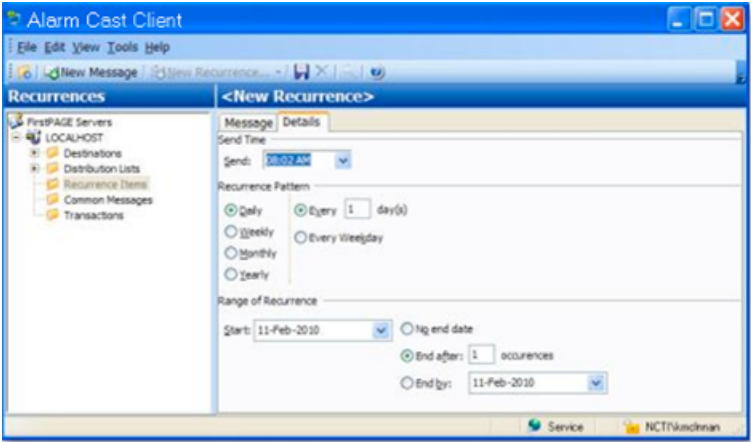 Alarm Cast Client
File Edit View Tools Help
New Message New Recurrence...
Recurrences <New Recurrence>
FirstPAGE Servers
LOCALHOST
Destinations
Distribution Lists
Recurrence Items
Common Messages
Transactions
Message Details
Send Time
Send: 08:02 AM
Recurrence Pattern
Daily Every 1 day(s)
Weekly Every Weekday
Monthly
Yearly
Range of Recurrence
Start: 11-Feb-2010 No end date
End after: 1 occurences
End by: 11-Feb-2010
Service NCTI\kmclnnan